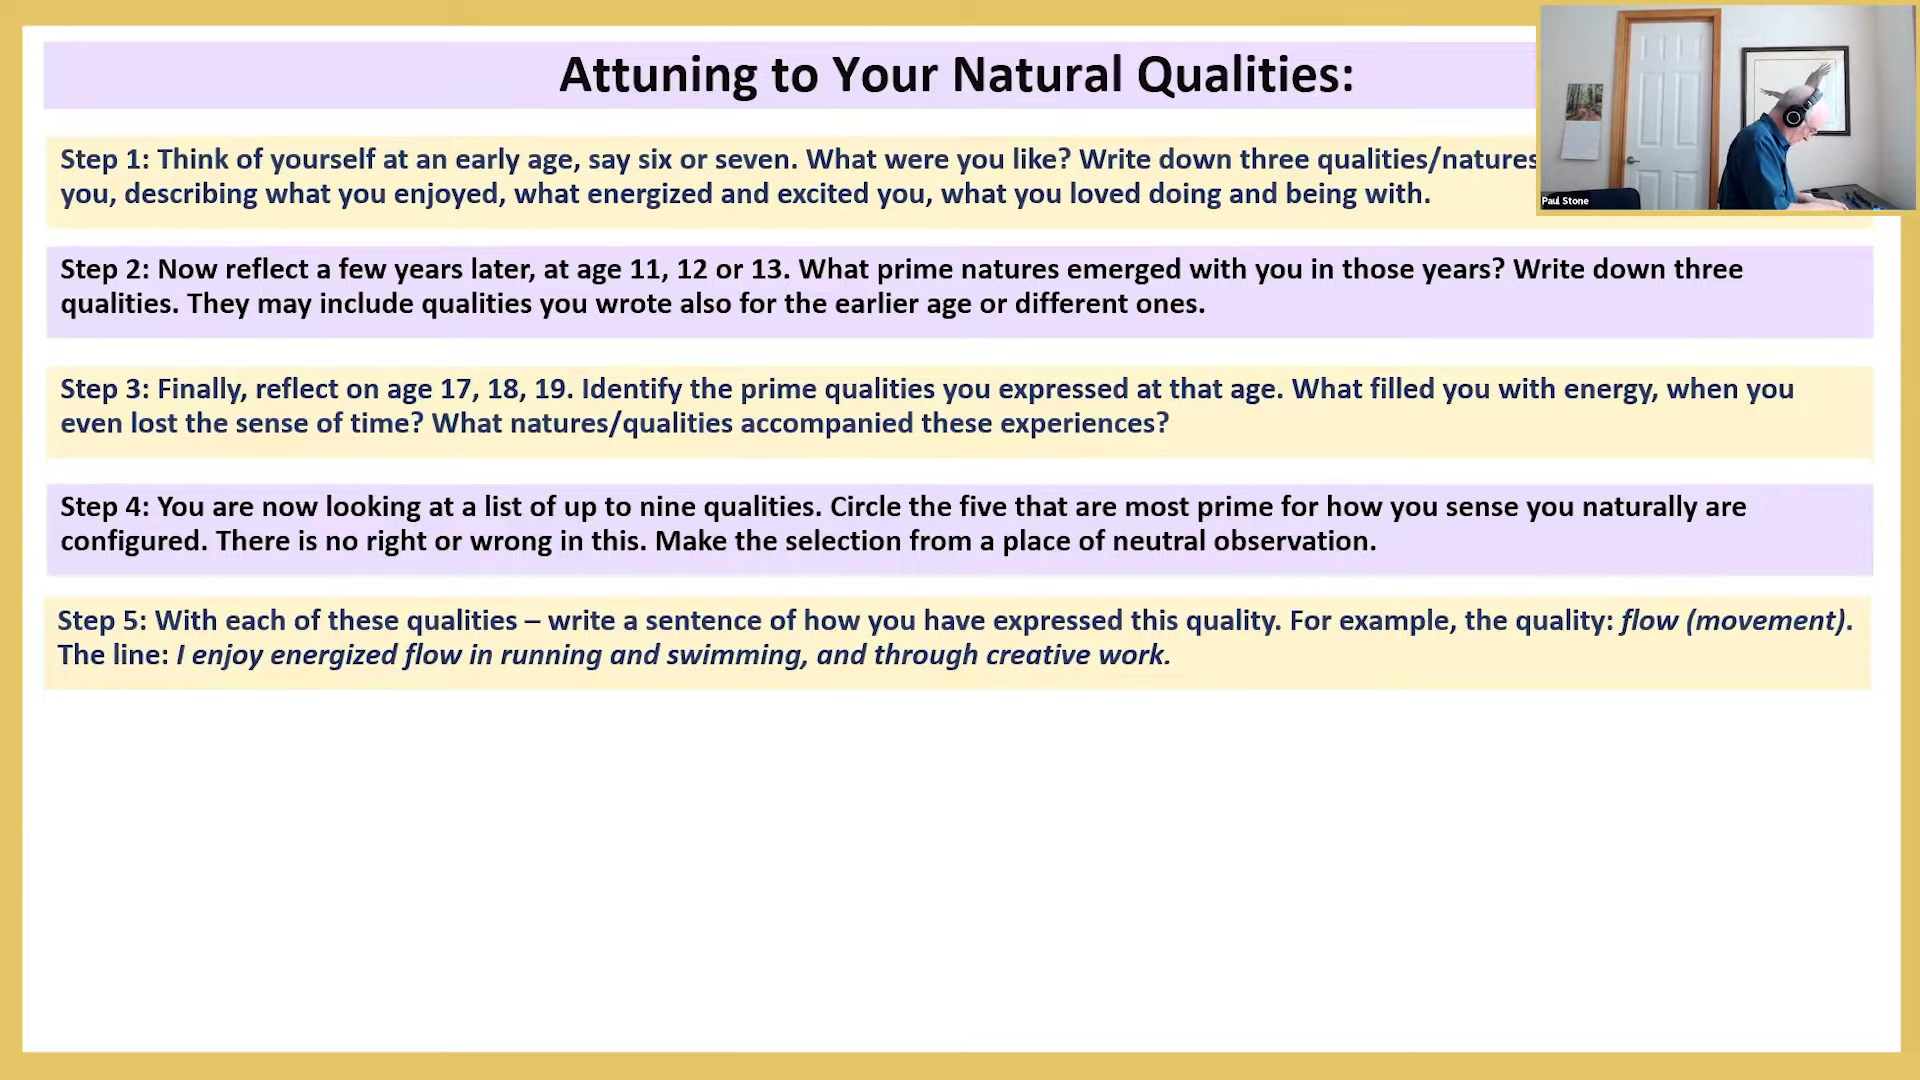 Attuning to Your Natural Qualities:
Step 1: Think of yourself at an early age, say six or seven. What were you like? Write down three qualities/natures
you, describing what you enjoyed, what energized and excited you, what you loved doing and being with.
Paul Stone
Step 2: Now reflect a few years later, at age 11, 12 or 13. What prime natures emerged with you in those years? Write down three
qualities. They may include qualities you wrote also for the earlier age or different ones.
Step 3: Finally, reflect on age 17, 18, 19. Identify the prime qualities you expressed at that age. What filled you with energy, when you
even lost the sense of time? What natures/qualities accompanied these experiences?
Step 4: You are now looking at a list of up to nine qualities. Circle the five that are most prime for how you sense you naturally are
configured. There is no right or wrong in this. Make the selection from a place of neutral observation.
Step 5: With each of these qualities – write a sentence of how you have expressed this quality. For example, the quality: flow (movement).
The line: I enjoy energized flow in running and swimming, and through creative work.